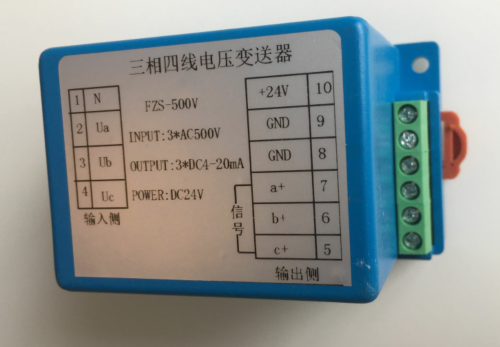 三相四线电压变送器
1 N
2 Ua
3 Ub
4 Uc
输入侧
FZS-500V
INPUT:3*AC500V
OUTPUT:3*DC4-20mA
POWER:DC24V
+24V 10
GND 9
GND 8
a+ 7
b+ 6
c+ 5
信号
输出侧